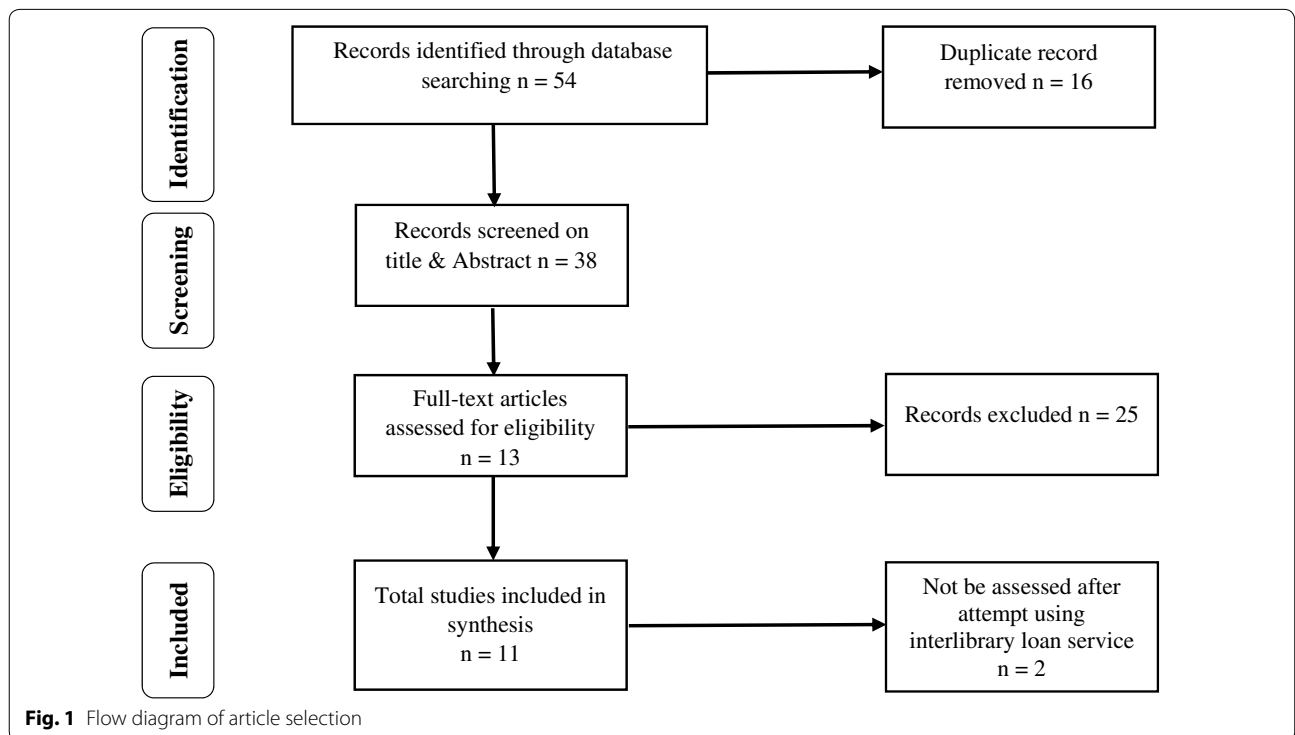 Identification
Records identified through database
searching n = 54
Duplicate record
removed n = 16
Screening
Records screened on
title & Abstract n = 38
Eligibility
Full-text articles
assessed for eligibility
n = 13
Records excluded n = 25
Included
Total studies included in
synthesis
n = 11
Not be assessed after
attempt using
interlibrary loan service
n = 2
Fig. 1 Flow diagram of article selection